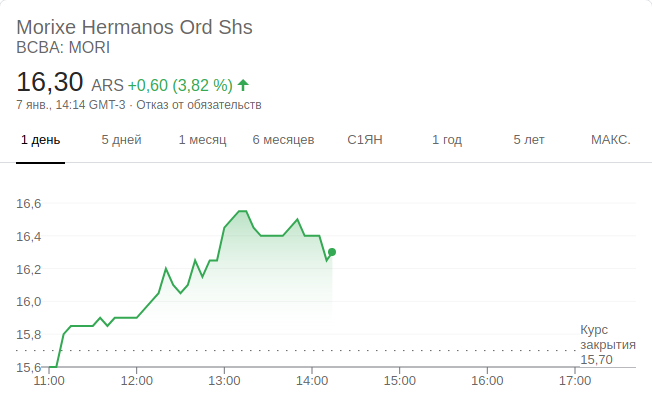 Morixe Hermanos Ord Shs
BCBA: MORI
16,30 ARS +0,60 (3,82 %)
7 янв., 14:14 GMT-3 · Отказ от обязательств
1 день 5 дней 1 месяц 6 месяцев С1ЯН 1 год 5 лет МАКС.
16,6
16,4
16,2
16,0
15,8
Курс
закрытия
15,70
15,6
11:00 12:00 13:00 14:00 15:00 16:00 17:00